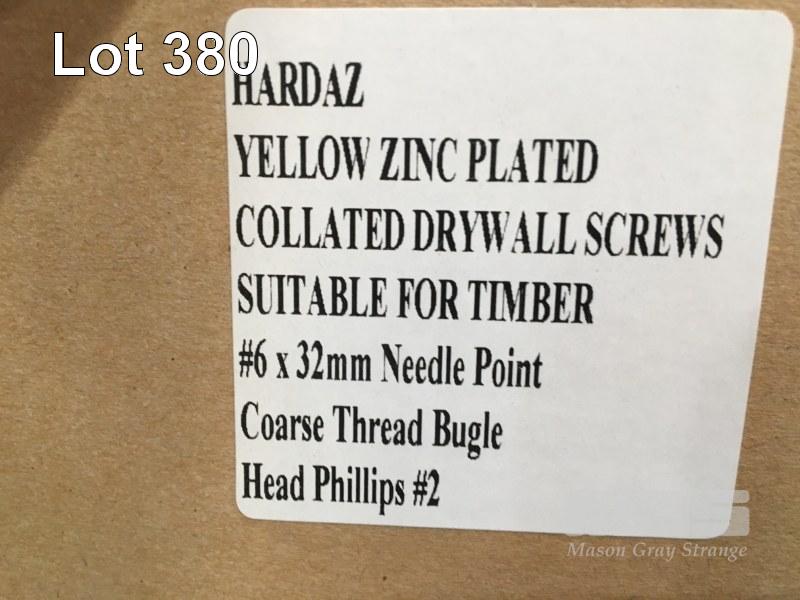 Lot 380
HARDAZ
YELLOW ZINC PLATED
COLLATED DRYWALL SCREWS
SUITABLE FOR TIMBER
#6 x 32mm Needle Point
Coarse Thread Bugle
Head Phillips #2
Mason Gray Strange